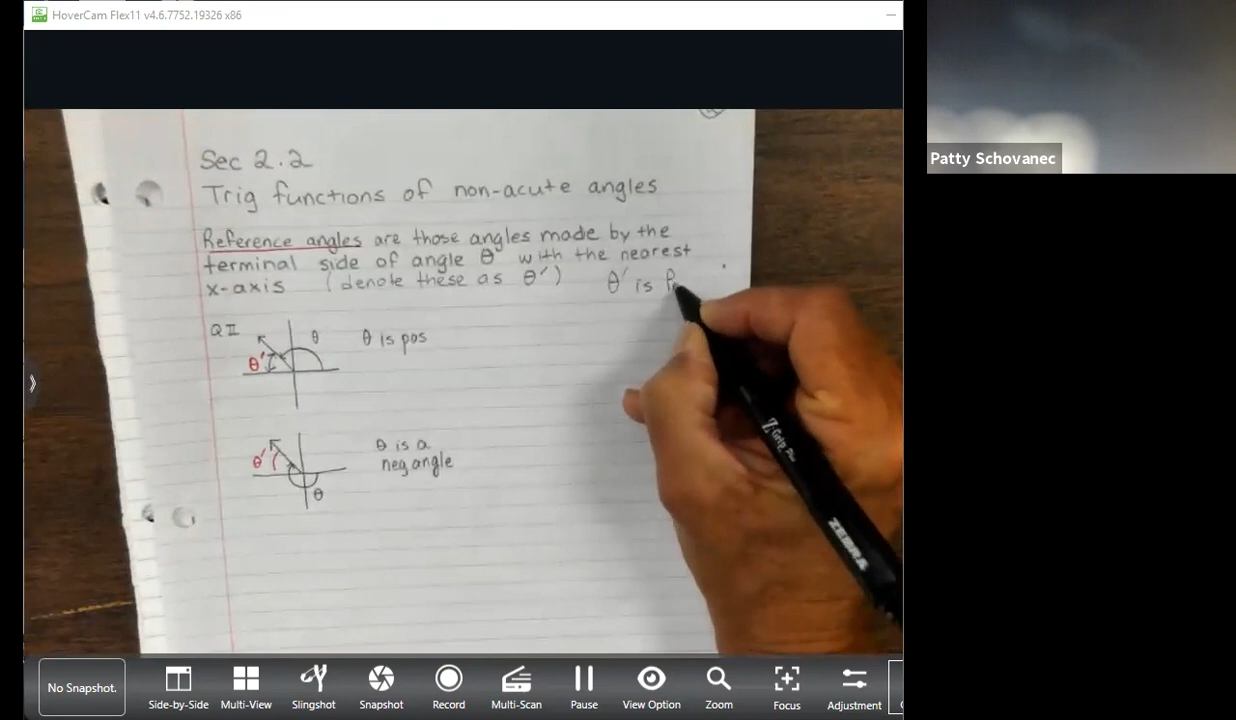 HoverCam Flex11 v4.6.7752.19326 x86
Patty Schovanec
Sec 2.2
Trig functions of non-acute angles
Reference angles are those angles made by the
terminal side of angle θ with the nearest
x-axis (denote these as θ')
θ' is
QII
θ
θ is pos
θ'
θ is a
neg angle
θ'
θ
Z-Grip Plus
ZEBRA
No Snapshot.
Side-by-Side
Multi-View
Slingshot
Snapshot
Record
Multi-Scan
Pause
View Option
Zoom
Focus
Adjustment